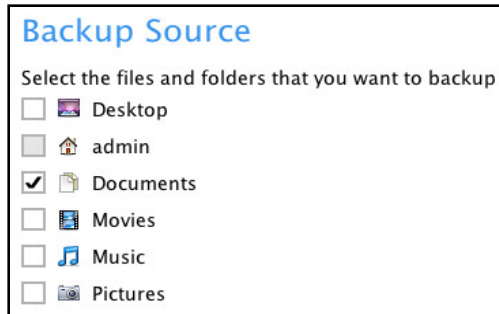 Backup Source
Select the files and folders that you want to backup
Desktop
admin
Documents
Movies
Music
Pictures